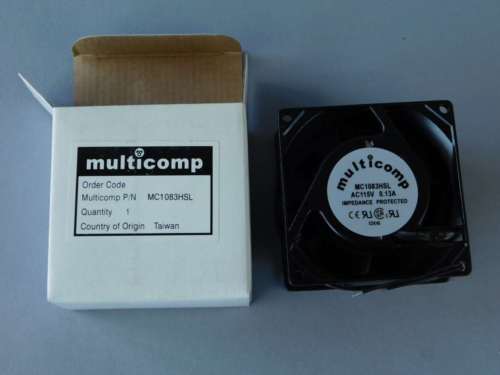 multicomp
Order Code
Multicomp P/N MC1083HSL
Quantity 1
Country of Origin Taiwan
multicomp
MC1083HSL
AC115V 0.13A
IMPEDANCE PROTECTED